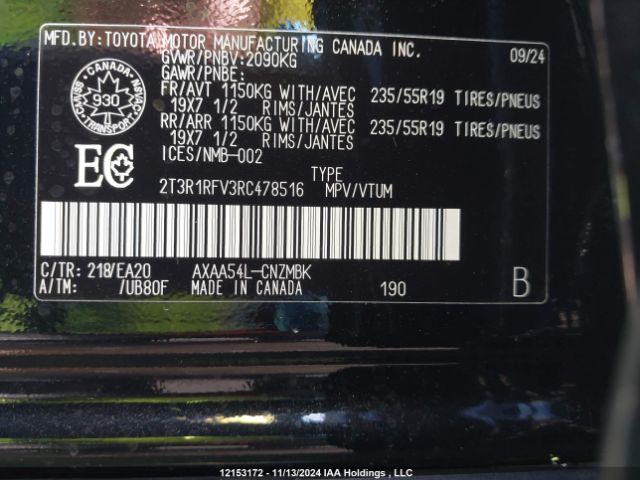 MFD.BY:TOYOTA MOTOR MANUFACTURING CANADA INC.
09/24
GVWR/PNBV:2090KG
GAWR/PNBE:
FR/AVT 1150KG WITH/AVEC 235/55R19 TIRES/PNEUS
19X7 1/2 RIMS/JANTES
RR/ARR 1150KG WITH/AVEC 235/55R19 TIRES/PNEUS
19X7 1/2 RIMS/JANTES
ICES/NMB-002
CANADA
930
TRANSPORT
EC
TYPE
2T3R1RFV3RC478516 MPV/VTUM
C/TR: 218/EA20 AXAA54L-CNZMBK
A/TM: /UB80F MADE IN CANADA 190 B
12153172 - 11/13/2024 IAA Holdings , LLC